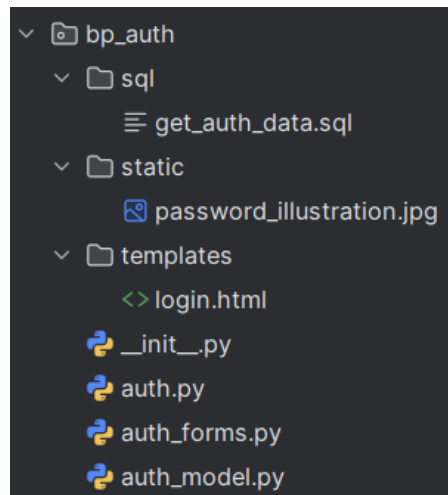 bp_auth
sql
get_auth_data.sql
static
password_illustration.jpg
templates
login.html
__init__.py
auth.py
auth_forms.py
auth_model.py